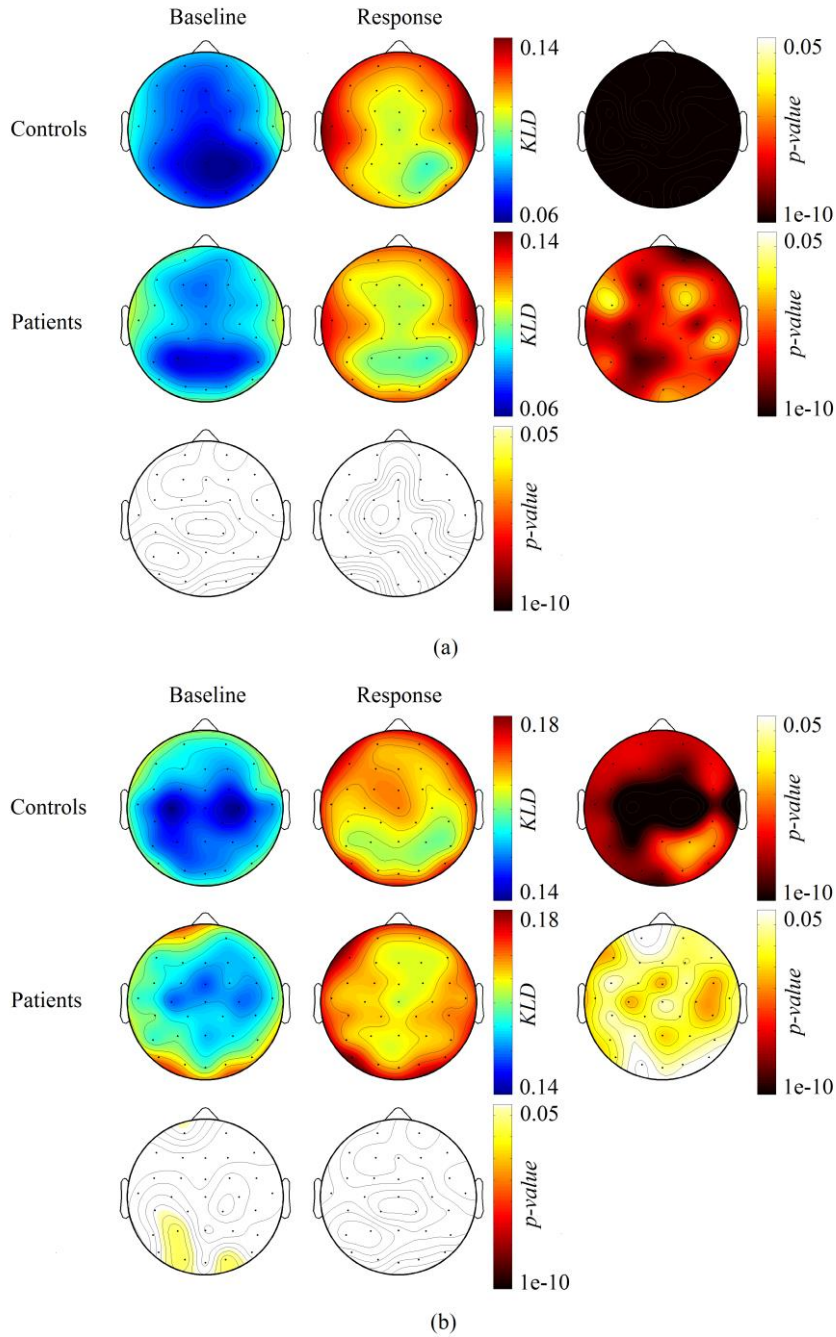 Baseline Response
0.14
0.05
Controls
KLD
p-value
0.06
1e-10
0.14
0.05
Patients
KLD
p-value
0.06
1e-10
0.05
p-value
1e-10
(a)
Baseline Response
0.18
0.05
Controls
KLD
p-value
0.14
1e-10
0.18
0.05
Patients
KLD
p-value
0.14
1e-10
0.05
p-value
1e-10
(b)